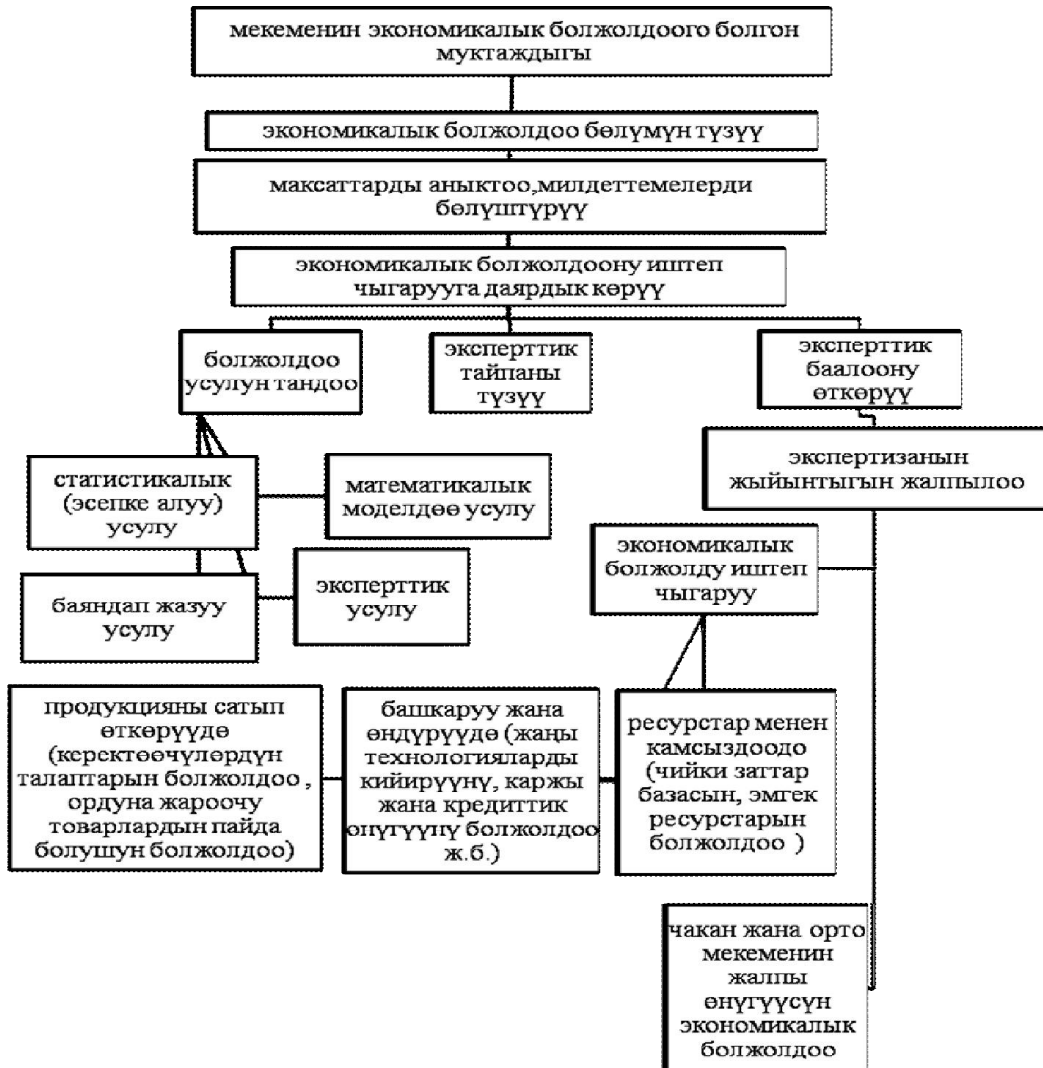 мекеменин экономикалык болжолдоого болгон
муктаждыгы
экономикалык болжолдоо бөлүмүн түзүү
максаттарды аныктоо,милдеттемелерди
бөлүштүрүү
экономикалык болжолдоону иштеп
чыгарууга даярдык көрүү
болжолдоо
усулун тандоо
эксперттик
тайпаны
түзүү
эксперттик
баалоону
өткөрүү
экспертизанын
жыйынтыгын жалпылоо
статистикалык
(эсепке алуу)
усулу
математикалык
моделдөө усулу
экономикалык
болжолду иштеп
чыгаруу
баяндап жазуу
усулу
эксперттик
усулу
продукцияны сатып
өткөрүүдө
(керектөөчүлөрдүн
талаптарын болжолдоо ,
ордуна жароочу
товарлардын пайда
болушун болжолдоо)
башкаруу жана
өндүрүүдө (жаңы
технологияларды
кийирүүнү, каржы
жана кредиттик
өнүгүүнү болжолдоо
ж.б.)
ресурстар менен
камсыздоодо
(чийки заттар
базасын, эмгек
ресурстарын
болжолдоо )
чакан жана орто
мекеменин
жалпы
өнүгүүсүн
экономикалык
болжолдоо